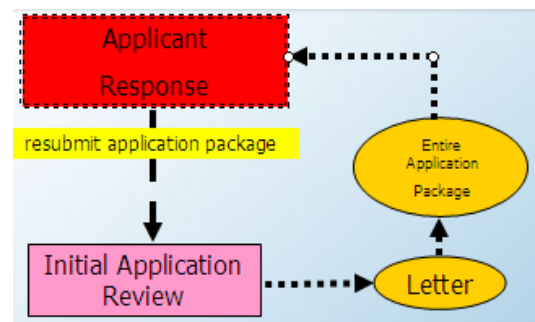 Applicant
Response
resubmit application package
Entire
Application
Package
Initial Application
Review
Letter